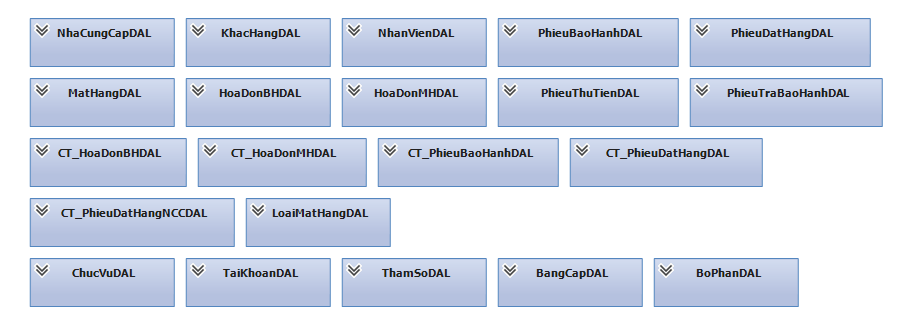 NhaCungCapDAL KhacHangDAL NhanVienDAL PhieuBaoHanhDAL PhieuDatHangDAL
MatHangDAL HoaDonBHDAL HoaDonMHDAL PhieuThuTienDAL PhieuTraBaoHanhDAL
CT_HoaDonBHDAL CT_HoaDonMHDAL CT_PhieuBaoHanhDAL CT_PhieuDatHangDAL
CT_PhieuDatHangNCCDAL LoaiMatHangDAL
ChucVuDAL TaiKhoanDAL ThamSoDAL BangCapDAL BoPhanDAL